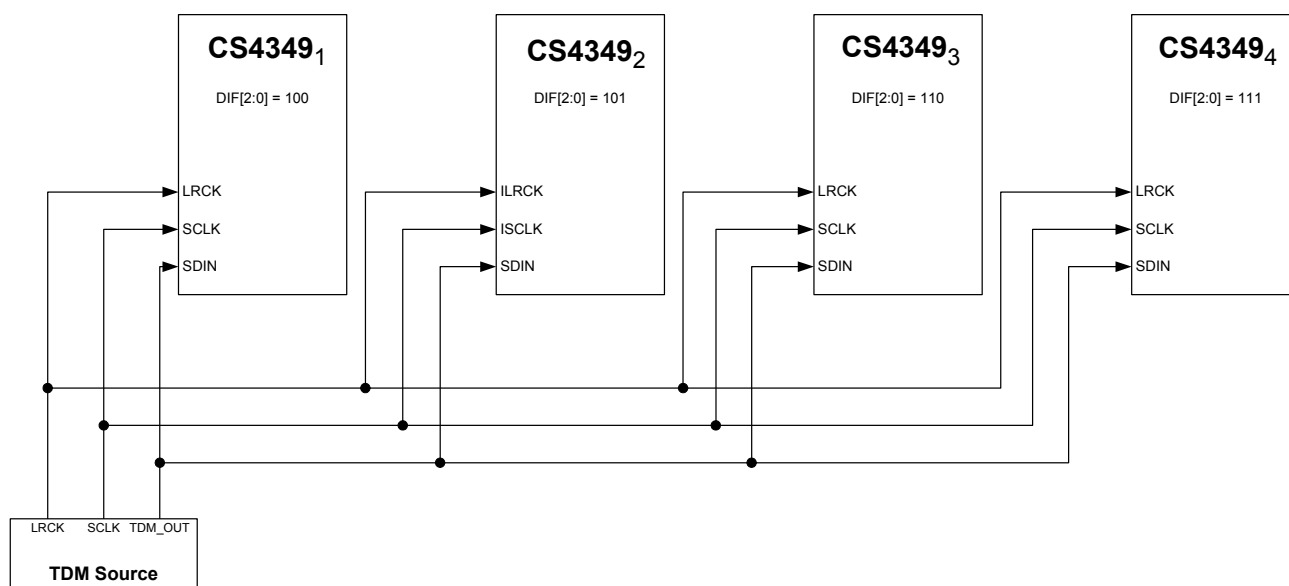 CS4349₁ CS4349₂ CS4349₃ CS4349₄
DIF[2:0] = 100 DIF[2:0] = 101 DIF[2:0] = 110 DIF[2:0] = 111
LRCK ILRCK LRCK LRCK
SCLK ISCLK SCLK SCLK
SDIN SDIN SDIN SDIN
LRCK SCLK TDM_OUT
TDM Source